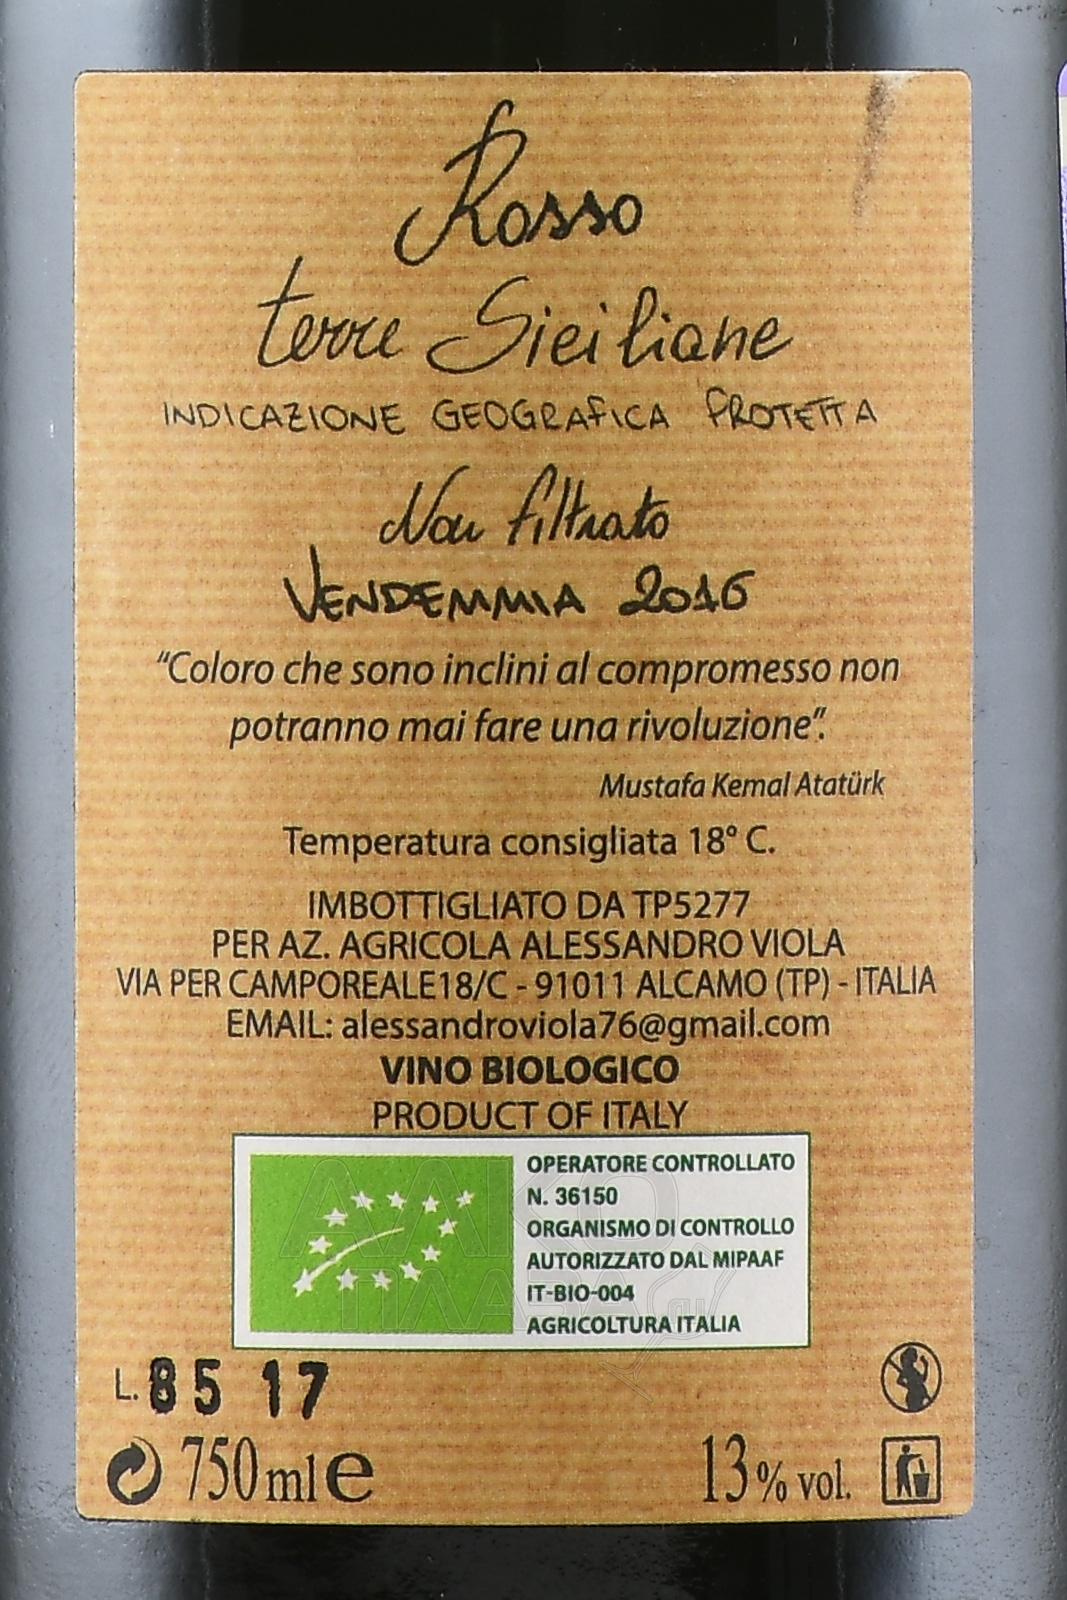 Rosso
terre Siciliane
INDICAZIONE GEOGRAFICA PROTETTA
Non filtrato
VENDEMMIA 2016
“Coloro che sono inclini al compromesso non
potranno mai fare una rivoluzione”.
Mustafa Kemal Atatürk
Temperatura consigliata 18° C.
IMBOTTIGLIATO DA TP5277
PER AZ. AGRICOLA ALESSANDRO VIOLA
VIA PER CAMPOREALE18/C - 91011 ALCAMO (TP) - ITALIA
EMAIL: alessandroviola76@gmail.com
VINO BIOLOGICO
PRODUCT OF ITALY
OPERATORE CONTROLLATO
N. 36150
ORGANISMO DI CONTROLLO
AUTORIZZATO DAL MIPAAF
IT-BIO-004
AGRICOLTURA ITALIA
L. 85 17
750 ml e
13% vol.